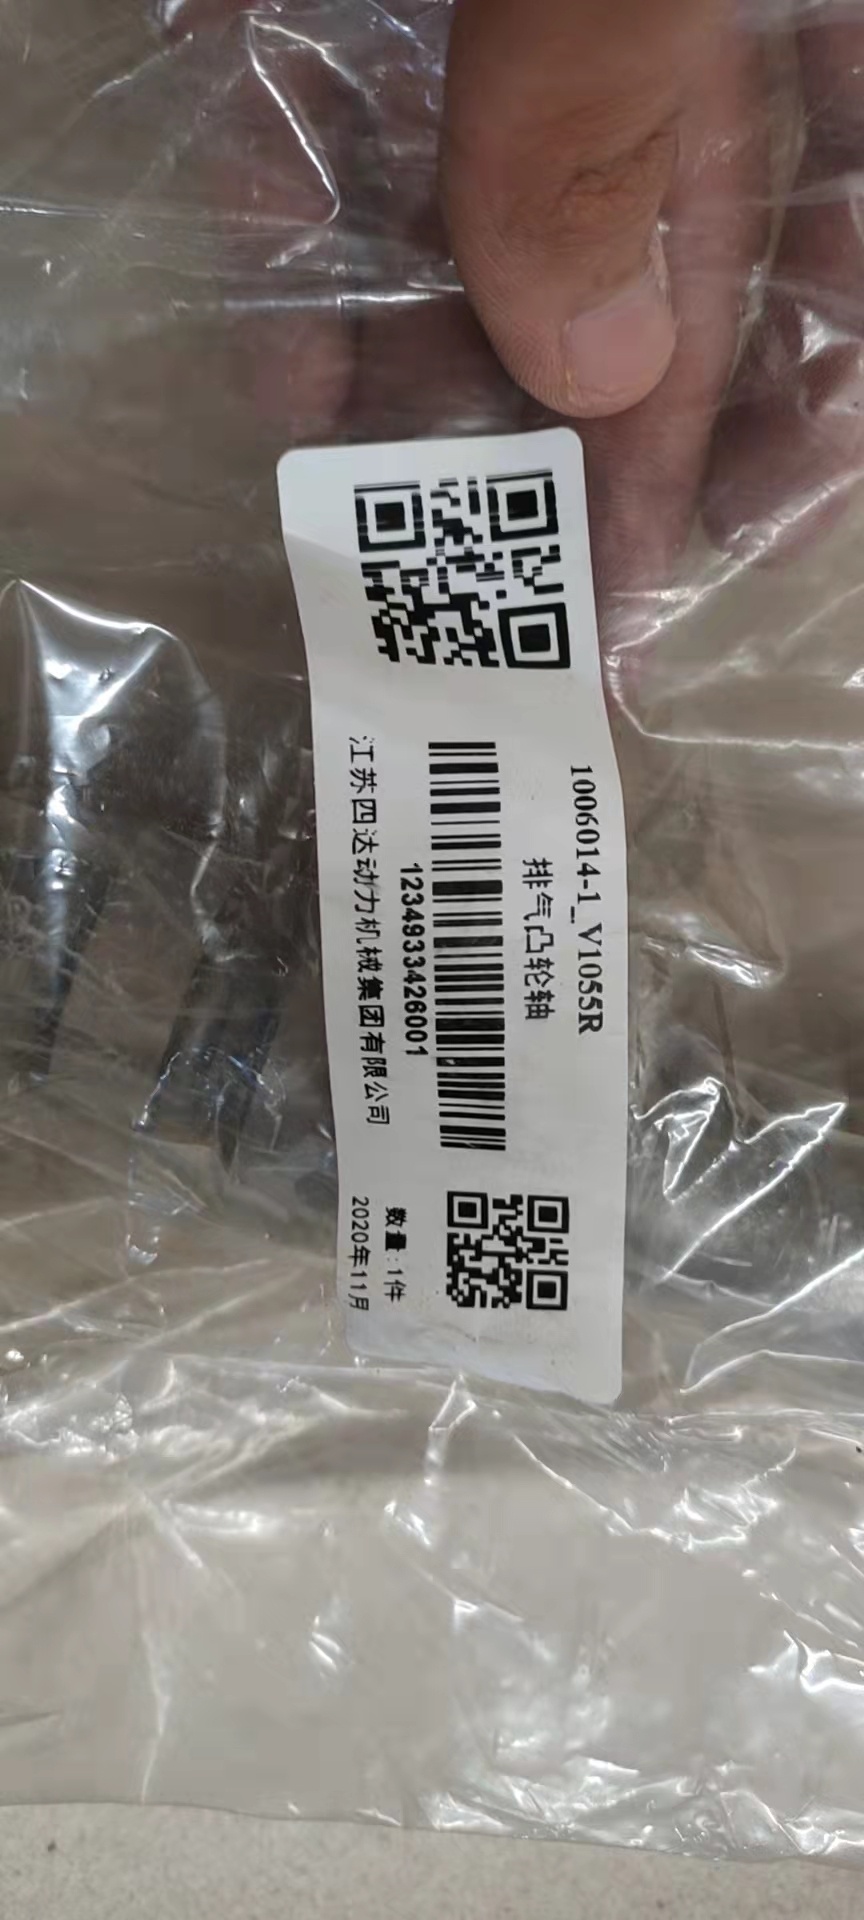 1006014-1_V1055R
排气凸轮轴
1234933426001
江苏四达动力机械集团有限公司
数量:1件
2020年11月